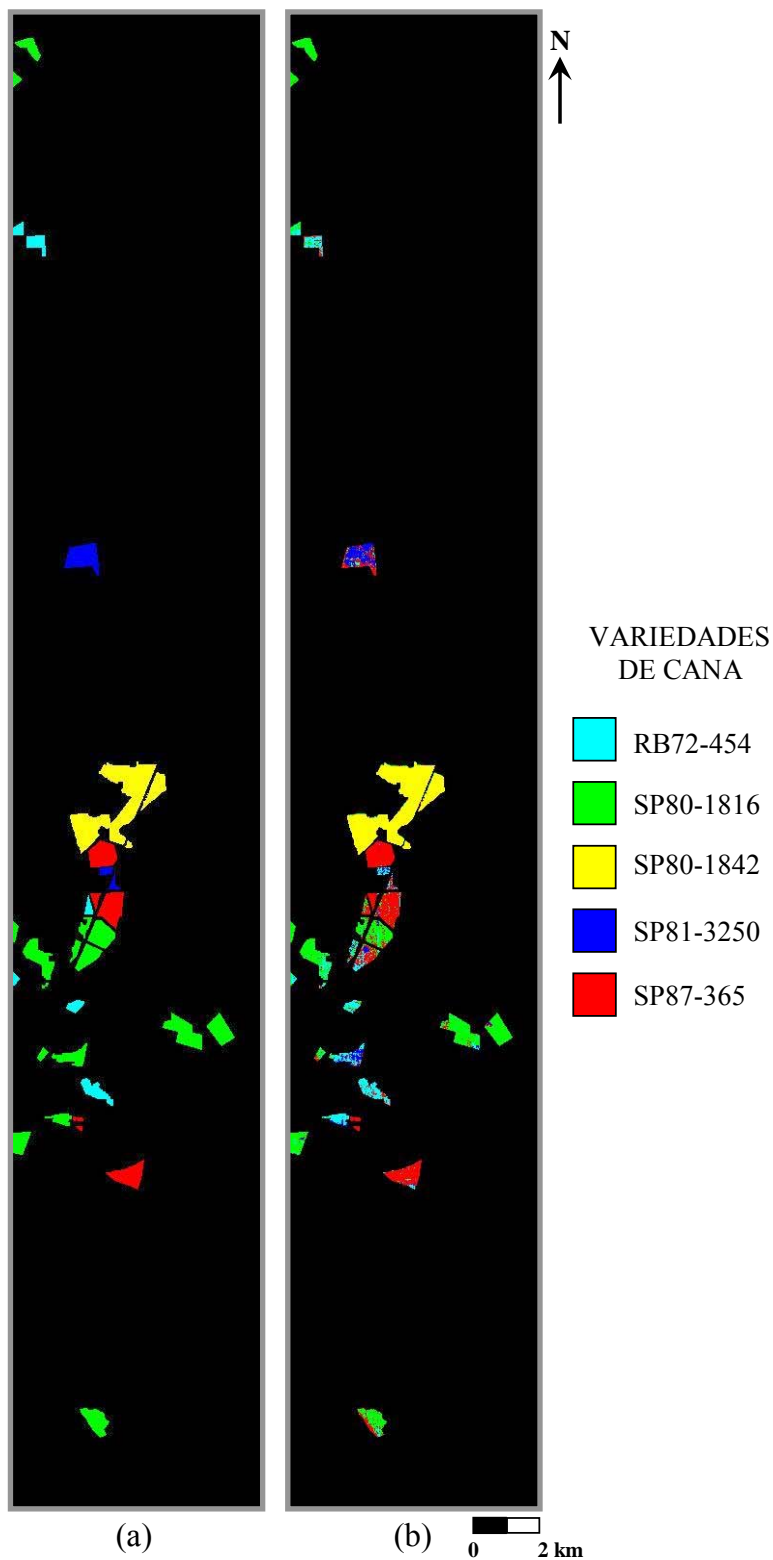 N
VARIEDADES
DE CANA
RB72-454
SP80-1816
SP80-1842
SP81-3250
SP87-365
(a)
(b)
0 2 km